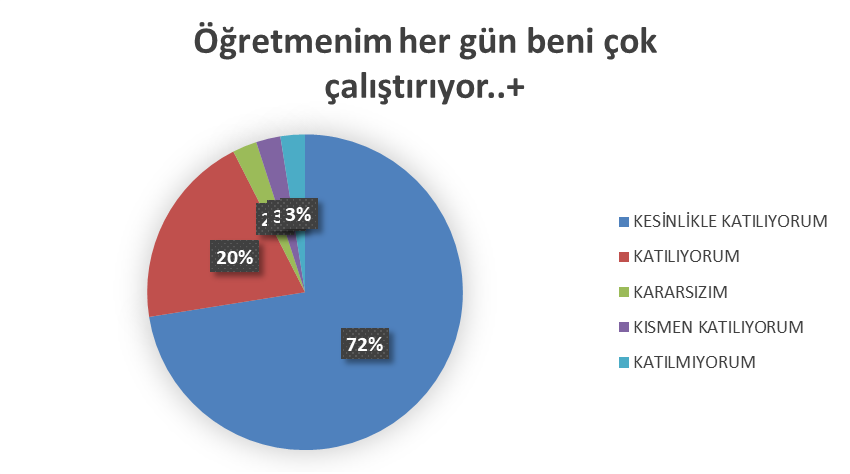 Öğretmenim her gün beni çok
çalıştırıyor..+
72%
20%
3%
KESİNLİKLE KATILIYORUM
KATILIYORUM
KARARSIZIM
KISMEN KATILIYORUM
KATILMIYORUM